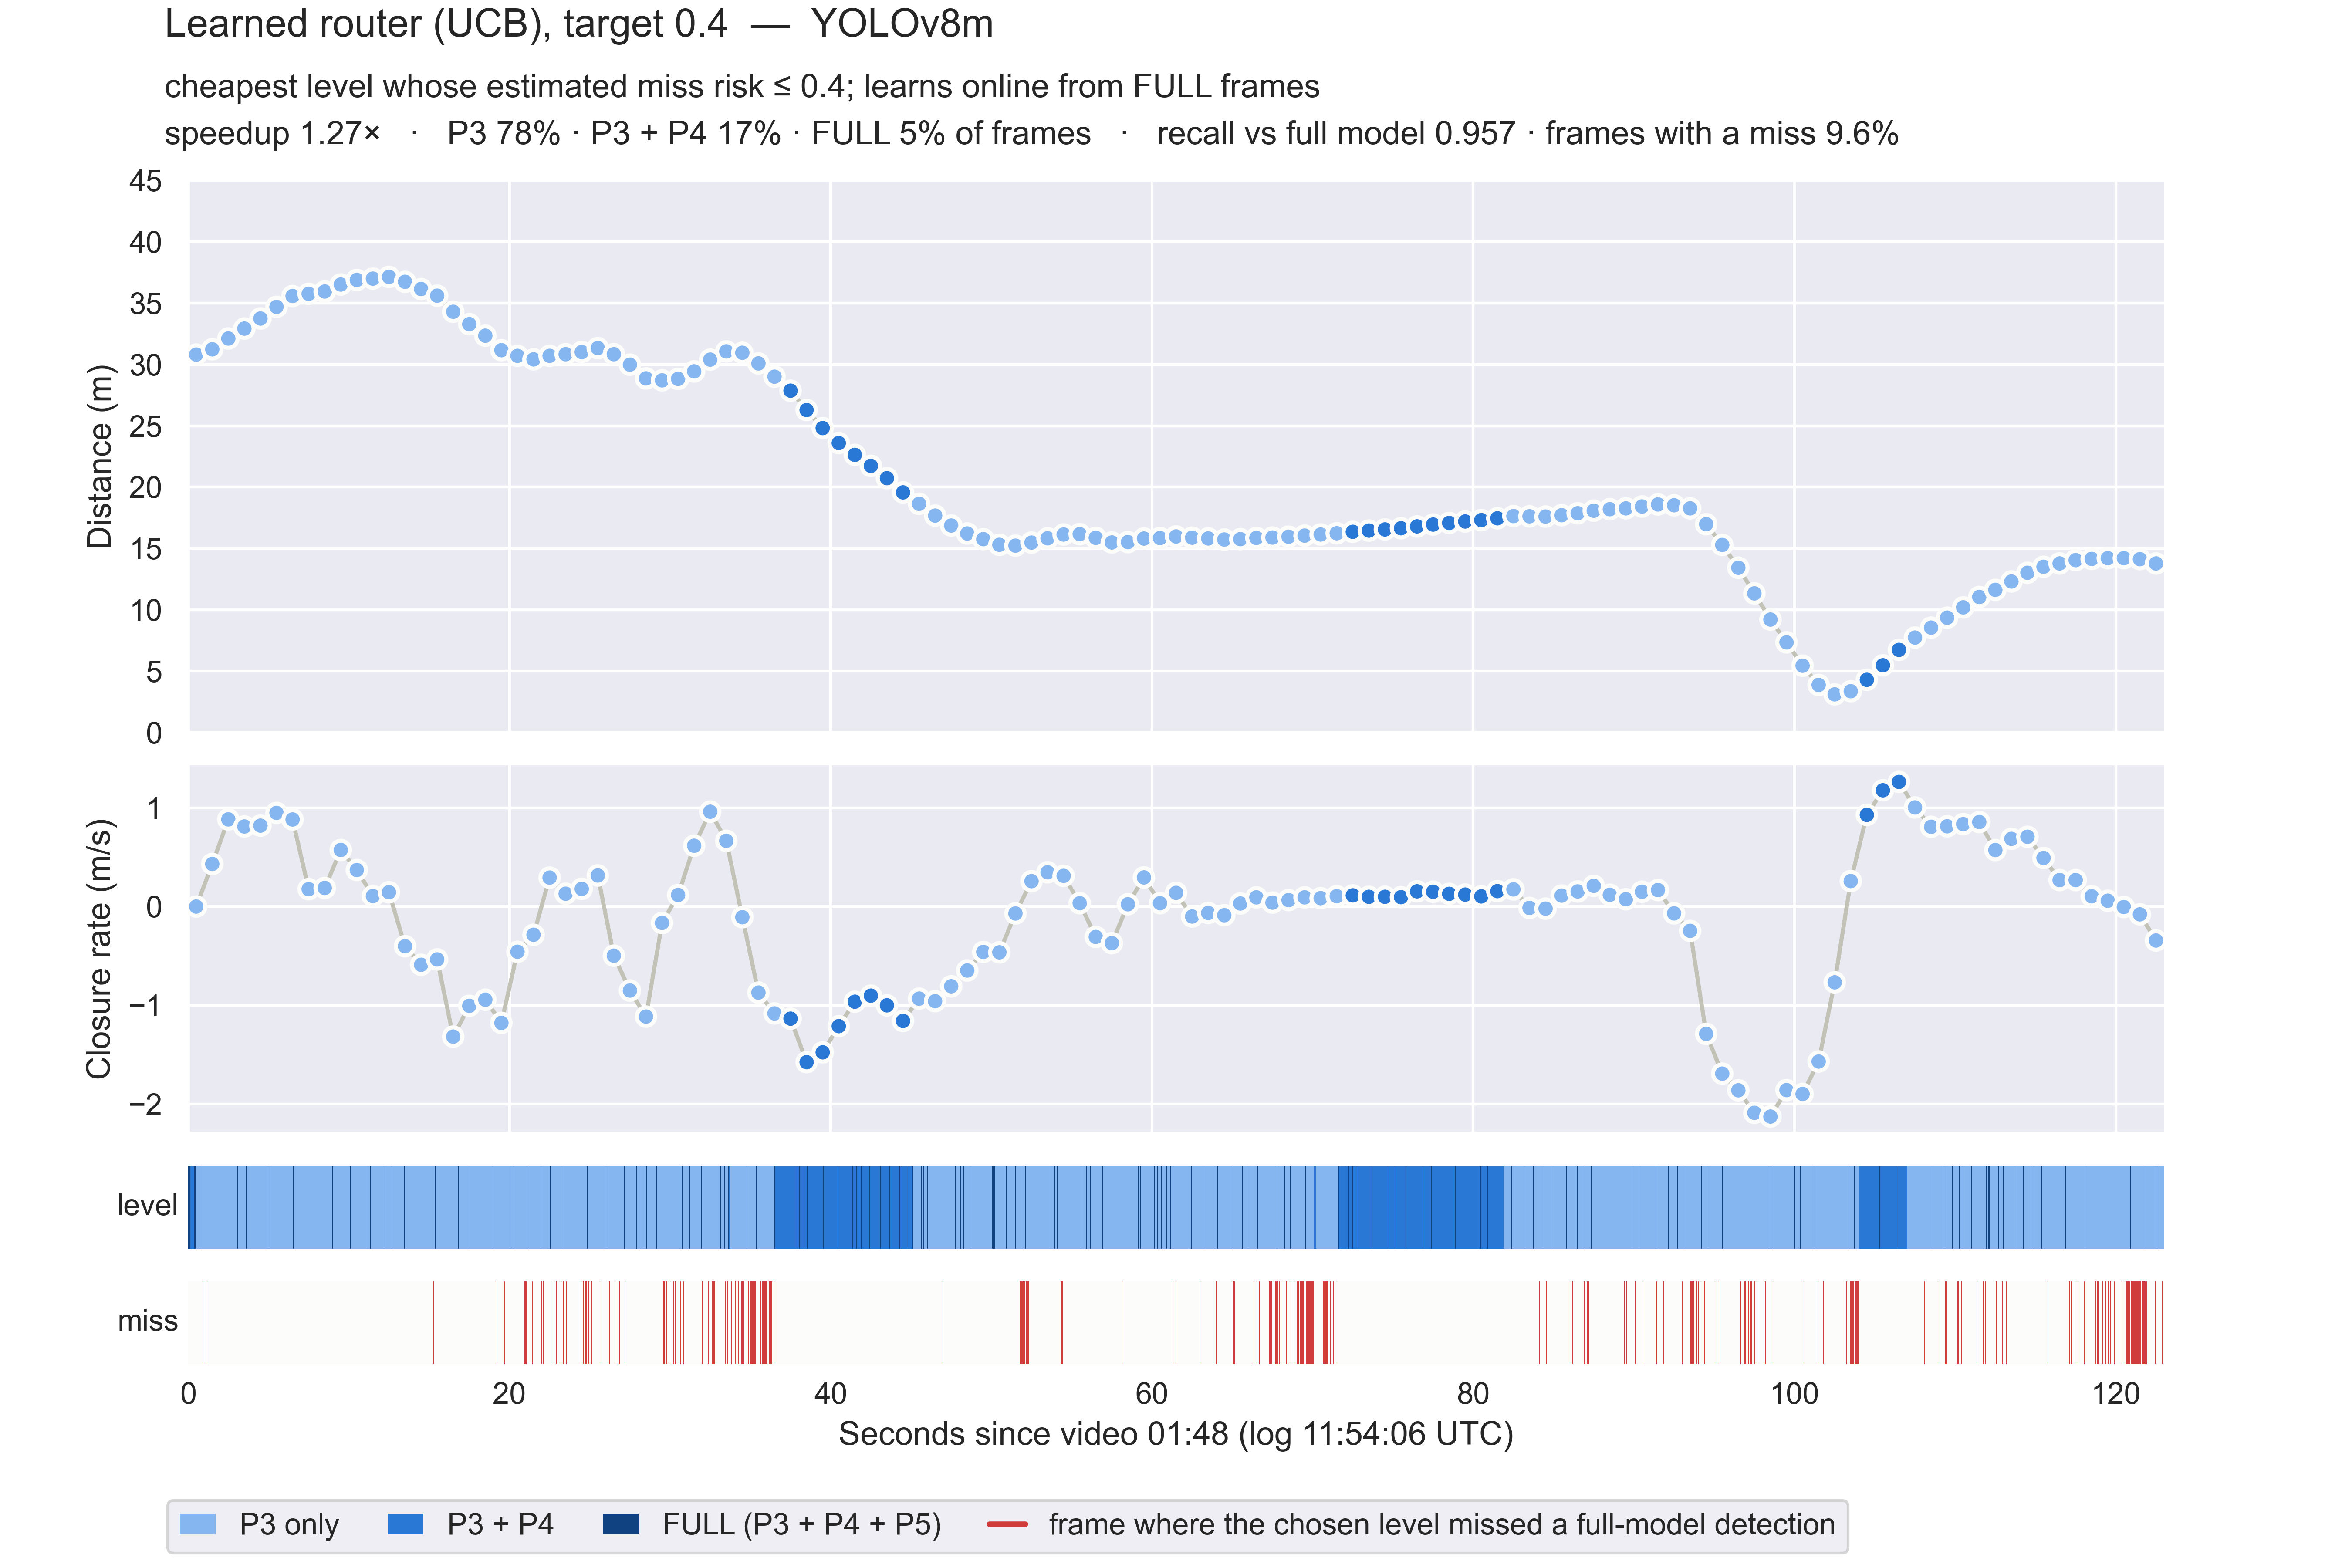 Learned router (UCB), target 0.4 — YOLOv8m
cheapest level whose estimated miss risk ≤ 0.4; learns online from FULL frames
speedup 1.27× · P3 78% · P3 + P4 17% · FULL 5% of frames · recall vs full model 0.957 · frames with a miss 9.6%
45
40
35
30
25
20
15
10
5
0
Distance (m)
1
0
−1
−2
Closure rate (m/s)
level
miss
0 20 40 60 80 100 120
Seconds since video 01:48 (log 11:54:06 UTC)
P3 only P3 + P4 FULL (P3 + P4 + P5) frame where the chosen level missed a full-model detection